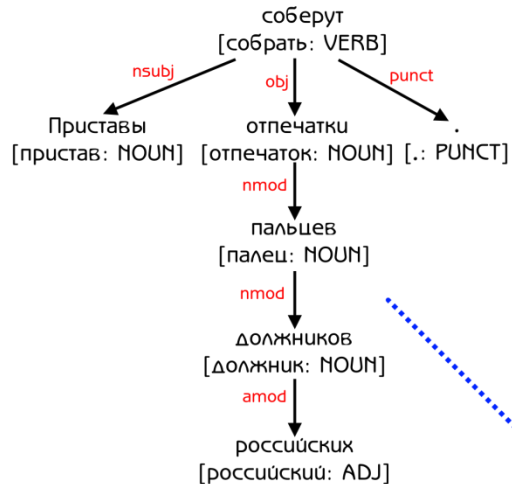 соберут
[собрать: VERB]
nsubj
obj
punct
Приставы
отпечатки
.
[пристав: NOUN]
[отпечаток: NOUN]
[.: PUNCT]
nmod
пальцев
[палец: NOUN]
nmod
должников
[должник: NOUN]
amod
российских
[российский: ADJ]